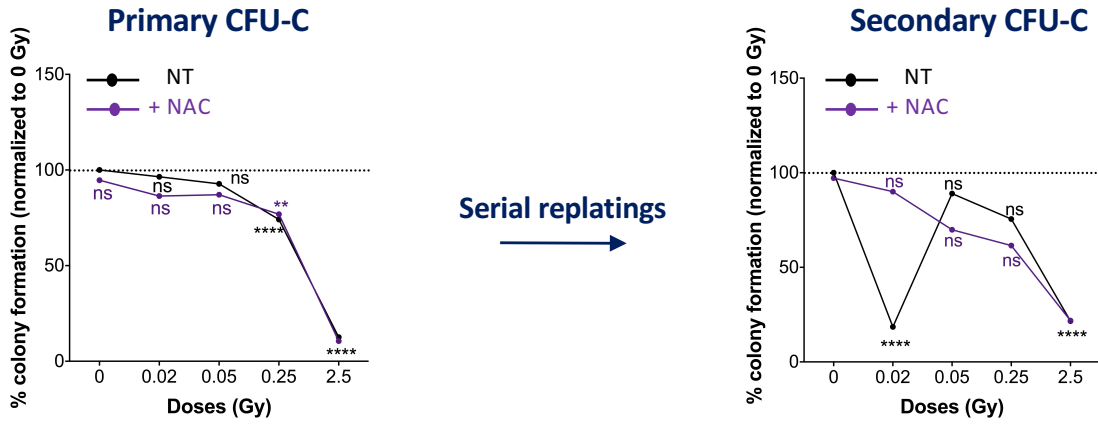 Primary CFU-C
% colony formation (normalized to 0 Gy)
150
100
50
0
NT
+ NAC
ns
ns
ns
ns
ns
**
****
****
0 0.02 0.05 0.25 2.5
Doses (Gy)
Serial replatings
Secondary CFU-C
% colony formation (normalized to 0 Gy)
150
100
50
0
NT
+ NAC
ns
ns
ns
ns
ns
****
****
0 0.02 0.05 0.25 2.5
Doses (Gy)